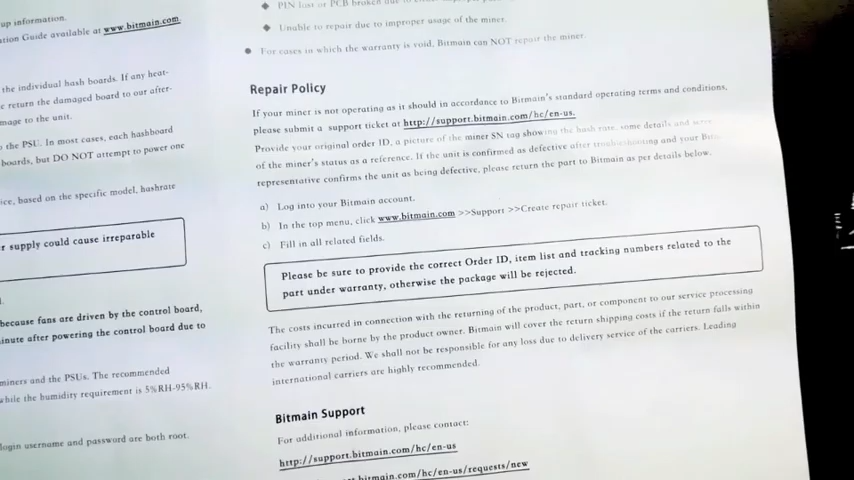 up information.
ation Guide available at www.bitmain.com.
the individual hash boards. If any heat-
e return the damaged board to our after-
mage to the unit.
o the PSU. In most cases, each hashboard
boards, but DO NOT attempt to power one
ice, based on the specific model, hashrate
r supply could cause irreparable
because fans are driven by the control board,
inute after powering the control board due to
miners and the PSUs. The recommended
while the humidity requirement is 5%RH-95%RH.
login username and password are both root.
◆ PIN lost or PCB broken due to
◆ Unable to repair due to improper usage of the miner.
● For cases in which the warranty is void, Bitmain can NOT repair the miner.
Repair Policy
If your miner is not operating as it should in accordance to Bitmain's standard operating terms and conditions,
please submit a support ticket at http://support.bitmain.com/hc/en-us.
Provide your original order ID, a picture of the miner SN tag showing the hash rate, some details and
of the miner's status as a reference. If the unit is confirmed as defective after troubleshooting and your
representative confirms the unit as being defective, please return the part to Bitmain as per details below.
a) Log into your Bitmain account.
b) In the top menu, click www.bitmain.com >>Support >>Create repair ticket.
c) Fill in all related fields.
Please be sure to provide the correct Order ID, item list and tracking numbers related to the
part under warranty, otherwise the package will be rejected.
The costs incurred in connection with the returning of the product, part, or component to our service processing
facility shall be borne by the product owner. Bitmain will cover the return shipping costs if the return falls within
the warranty period. We shall not be responsible for any loss due to delivery service of the carriers. Leading
international carriers are highly recommended.
Bitmain Support
For additional information, please contact:
http://support.bitmain.com/hc/en-us
bitmain.com/hc/en-us/requests/new